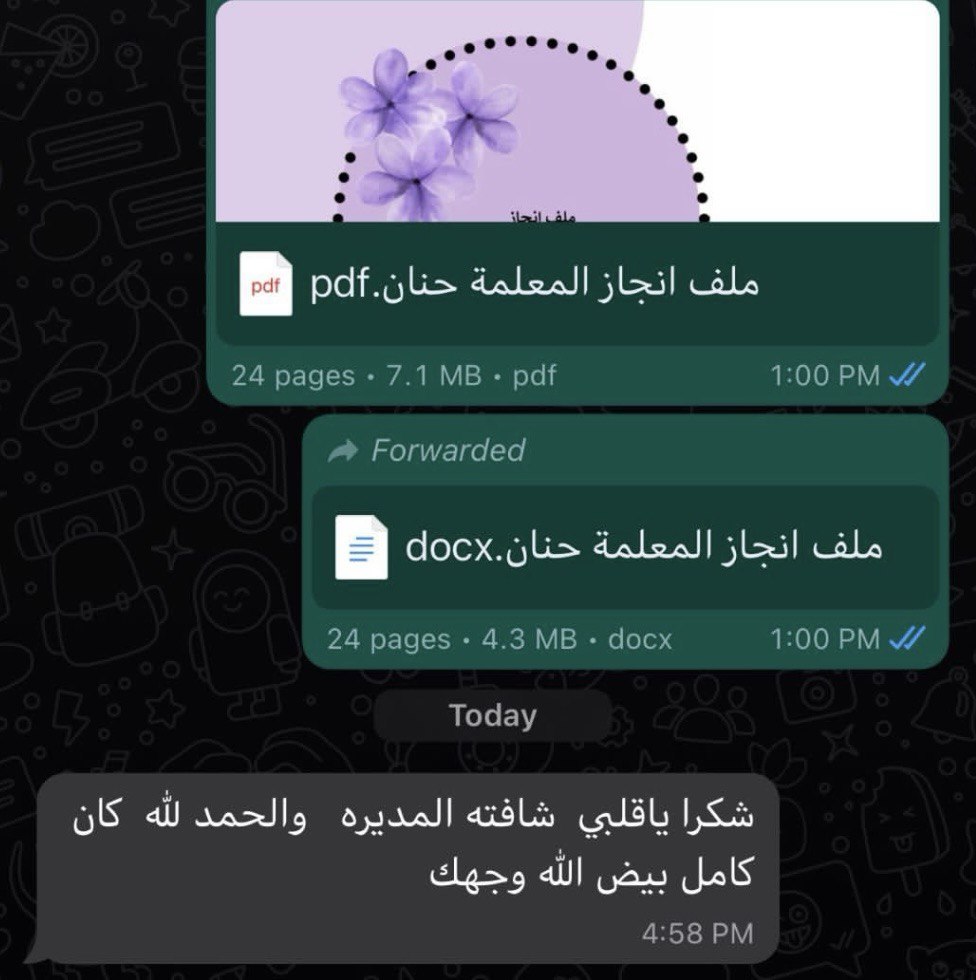 ملف انجاز
pdf
ملف انجاز المعلمة حنان.pdf
24 pages • 7.1 MB • pdf
1:00 PM
Forwarded
ملف انجاز المعلمة حنان.docx
24 pages • 4.3 MB • docx
1:00 PM
Today
شكرا ياقلبي شافته المديره والحمد لله كان
كامل بيض الله وجهك
4:58 PM